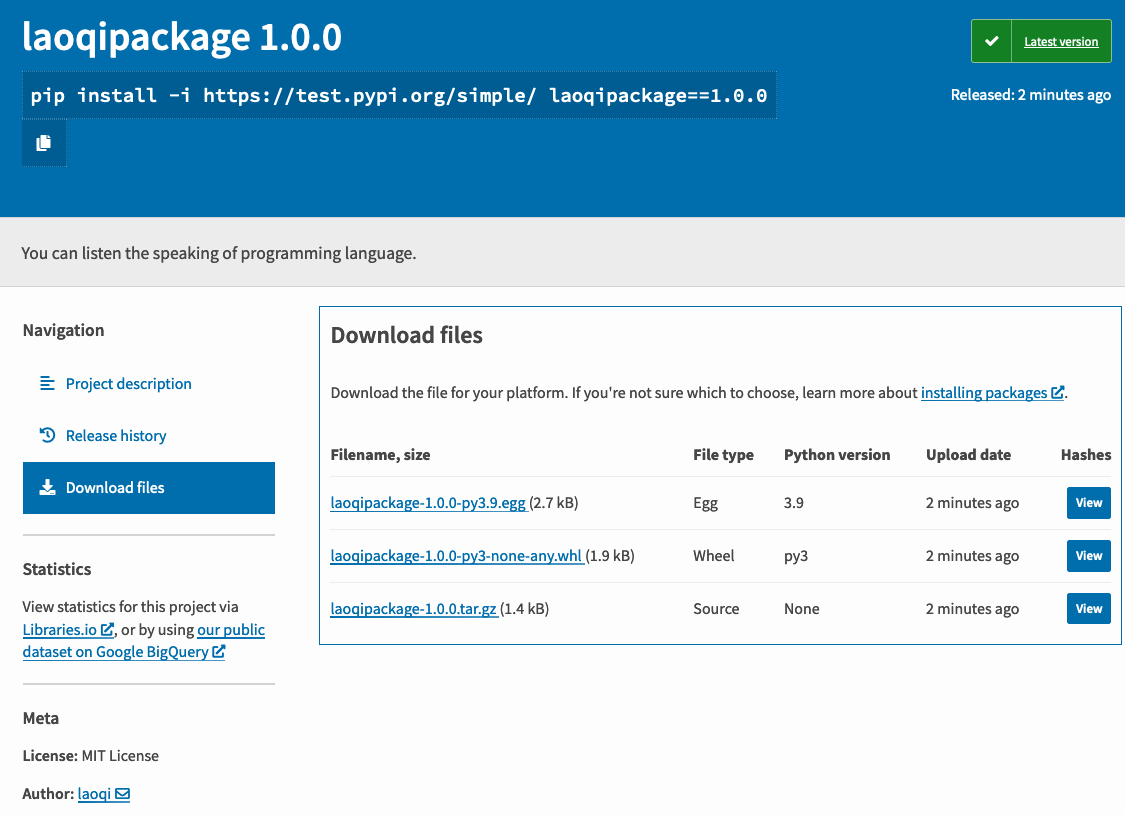 laoqipackage 1.0.0
Latest version
pip install -i https://test.pypi.org/simple/ laoqipackage==1.0.0
Released: 2 minutes ago
You can listen the speaking of programming language.
Navigation
Project description
Release history
Download files
Statistics
View statistics for this project via
Libraries.io, or by using our public
dataset on Google BigQuery
Meta
License: MIT License
Author: laoqi
Download files
Download the file for your platform. If you're not sure which to choose, learn more about installing packages.
Filename, size File type Python version Upload date Hashes
laoqipackage-1.0.0-py3.9.egg (2.7 kB) Egg 3.9 2 minutes ago View
laoqipackage-1.0.0-py3-none-any.whl (1.9 kB) Wheel py3 2 minutes ago View
laoqipackage-1.0.0.tar.gz (1.4 kB) Source None 2 minutes ago View